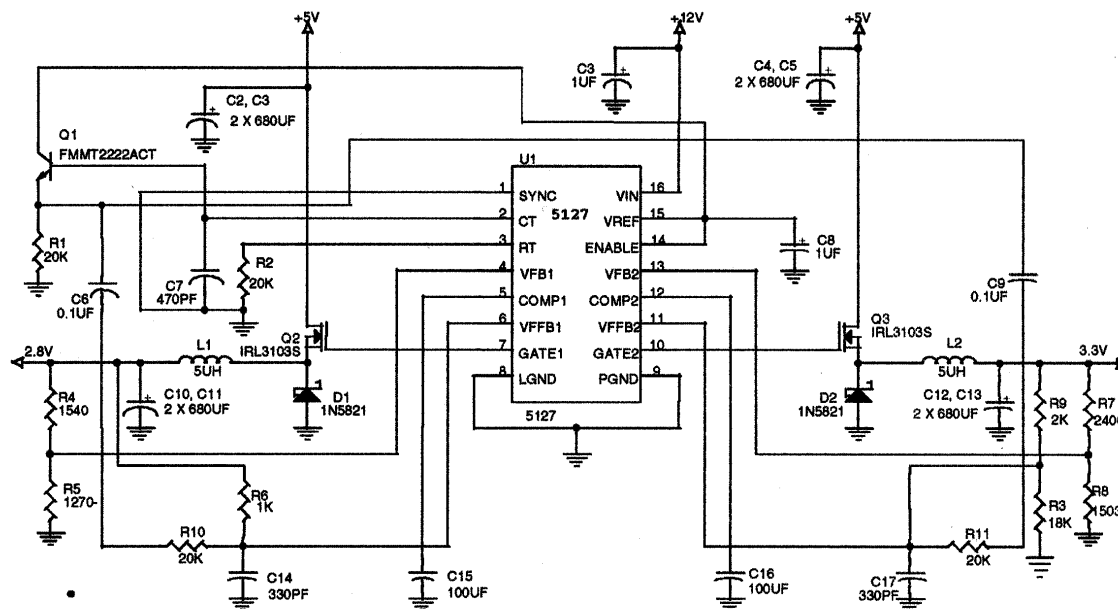 +5V
+12V
+5V
C2, C3
2 X 680UF
C3
1UF
C4, C5
2 X 680UF
Q1
FMMT2222ACT
U1
5127
1 SYNC
2 CT
3 RT
4 VFB1
5 COMP1
6 VFFB1
7 GATE1
8 LGND
VIN 16
VREF 15
ENABLE 14
VFB2 13
COMP2 12
VFFB2 11
GATE2 10
PGND 9
5127
R1
20K
C6
0.1UF
C7
470PF
R2
20K
C8
1UF
C9
0.1UF
Q2
IRL3103S
Q3
IRL3103S
2.8V
L1
5UH
L2
5UH
3.3V
R4
1540
C10, C11
2 X 680UF
D1
1N5821
D2
1N5821
C12, C13
2 X 680UF
R9
2K
R7
R5
1270
R6
1K
R3
18K
R8
R10
20K
R11
20K
C14
330PF
C15
100UF
C16
100UF
C17
330PF